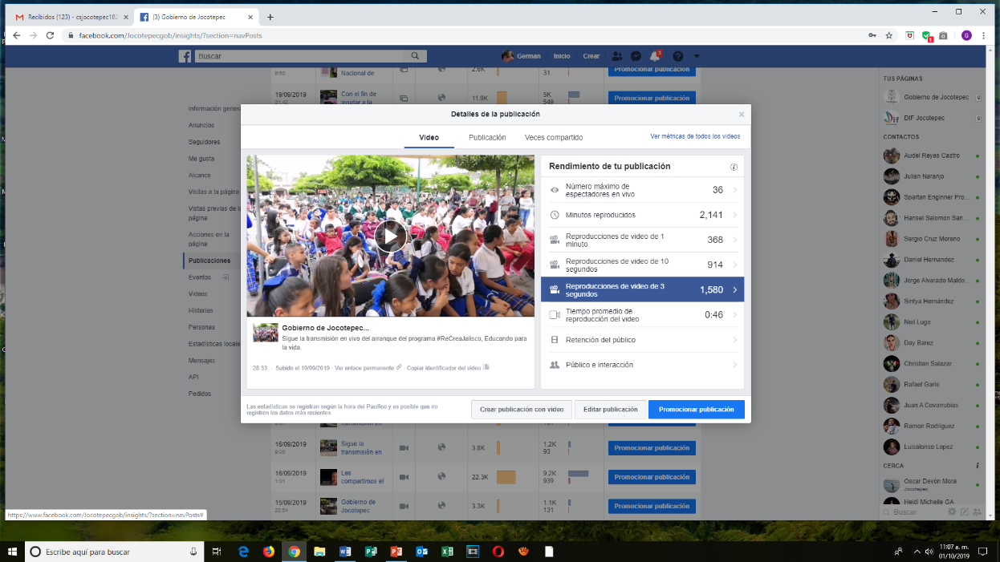 Recibidos (123) - csjocotepec182
(3) Gobierno de Jocotepec
facebook.com/Jocotepecgob/insights/?section=navPosts
Buscar
German
Inicio
Crear
9:50
Nacional de
2.6K
31
Promocionar publicación
19/09/2019
21:42
Con el fin de
ayudar a la
11.9K
5K
549
Promocionar publicación
Información genera
Anuncios
Seguidores
Me gusta
Alcance
Visitas a la página
Vistas previas de la
página
Acciones en la
página
Publicaciones
Eventos
Videos
Historias
Personas
Estadísticas locale
Mensajes
API
Pedidos
Detalles de la publicación
Video
Publicación
Veces compartido
Ver métricas de todos los videos
Gobierno de Jocotepec...
Sigue la transmisión en vivo del arranque del programa #ReCreaJalisco, Educando para
la vida.
28:33 · Subido el 19/09/2019 · Ver enlace permanente · Copiar identificador del video
Rendimiento de tu publicación
Número máximo de
espectadores en vivo
36
Minutos reproducidos
2,141
Reproducciones de video de 1
minuto
368
Reproducciones de video de 10
segundos
914
Reproducciones de video de 3
segundos
1,580
Tiempo promedio de
reproducción del video
0:46
Retención del público
Público e interacción
Las estadísticas se registran según la hora del Pacífico y es posible que no
registren los datos más recientes.
Crear publicación con video
Editar publicación
Promocionar publicación
transmisión en
16/09/2019
9:05
Sigue la
transmisión en
3.8K
1.2K
93
Promocionar publicación
16/09/2019
1:01
Les
compartimos el
22.3K
9.2K
939
Promocionar publicación
15/09/2019
22:54
Gobierno de
Jocotepec
3.3K
1.1K
131
Promocionar publicación
TUS PÁGINAS
Gobierno de Jocotepec
DIF Jocotepec
CONTACTOS
Audel Reyes Castro
Julian Naranjo
Spartan Enginner Pro...
Hansel Salomon San...
Sergio Cruz Moreno
Daniel Hernandez
Jorge Alvarado Maldo...
Sintya Hernández
Neil Lugo
Day Barez
Christian Salazar
Rafael Garlo
Juan A Covarrubias
Ramon Rodriguez
Luisalonso Lopez
CERCA
Oscar Devón Mora
Jocotepec
Heidi Michelle GA
Buscar
https://www.facebook.com/Jocotepecgob/insights/?section=navPosts#
Escribe aquí para buscar
11:07 a. m.
01/10/2019